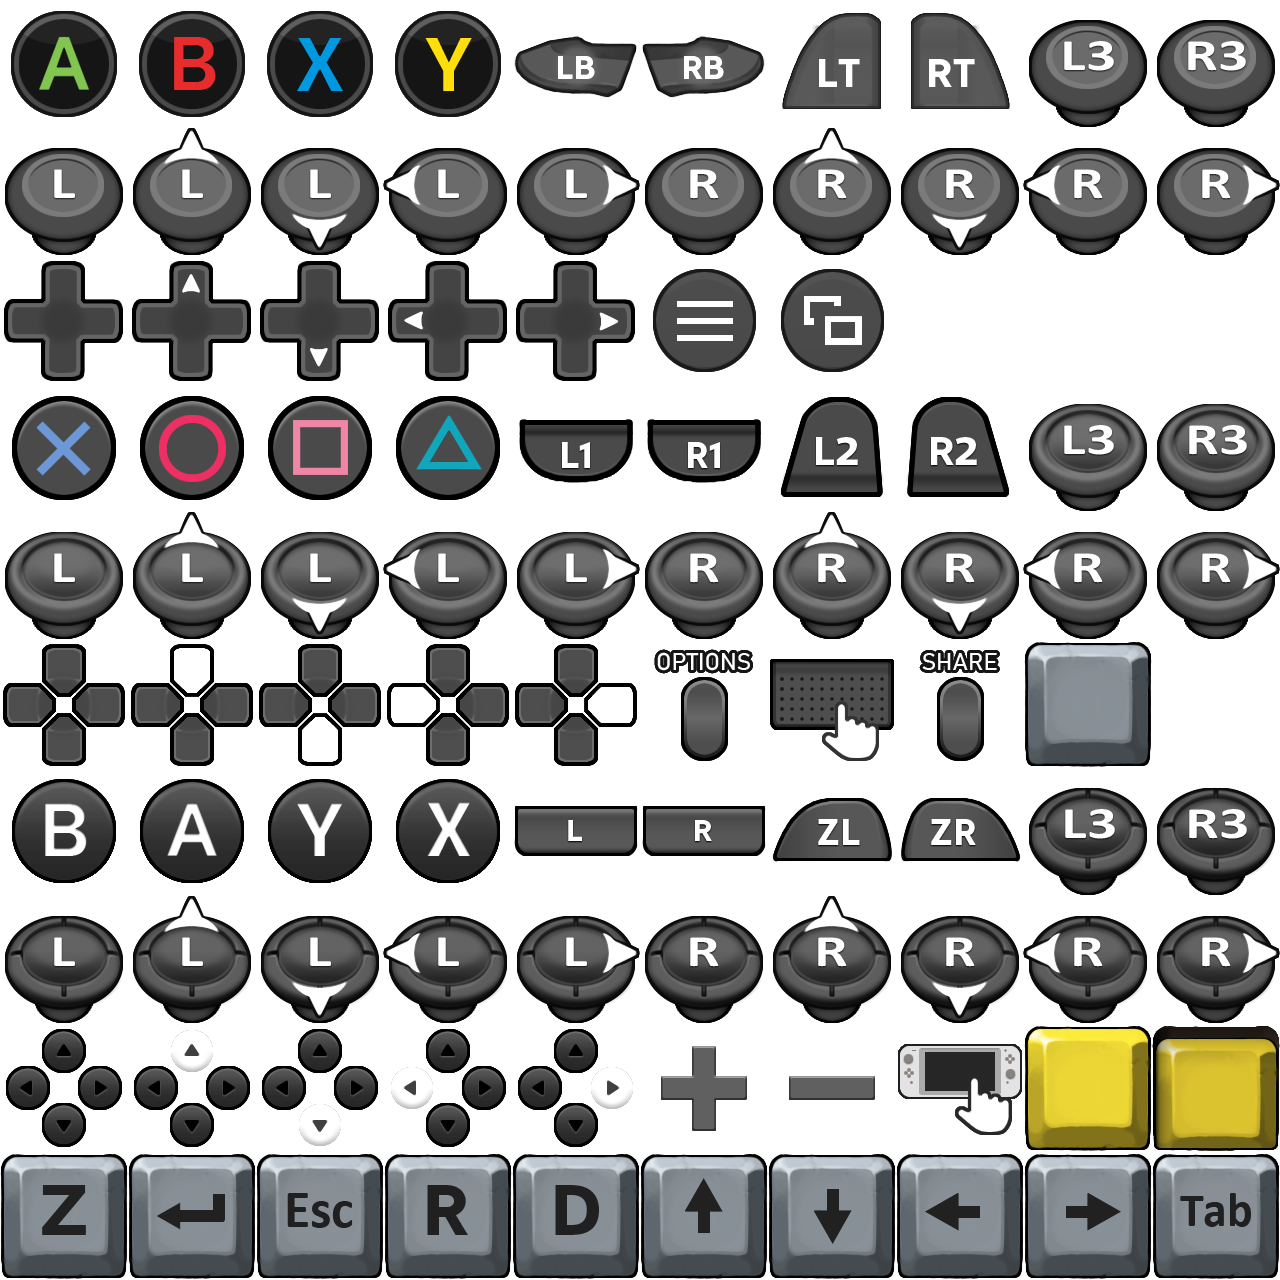 A B X Y LB RB LT RT L3 R3
L L L L L R R R R R
L1 R1 L2 R2 L3 R3
L L L L L R R R R R
OPTIONS SHARE
B A Y X L R ZL ZR L3 R3
L L L L L R R R R R
Z Esc R D Tab